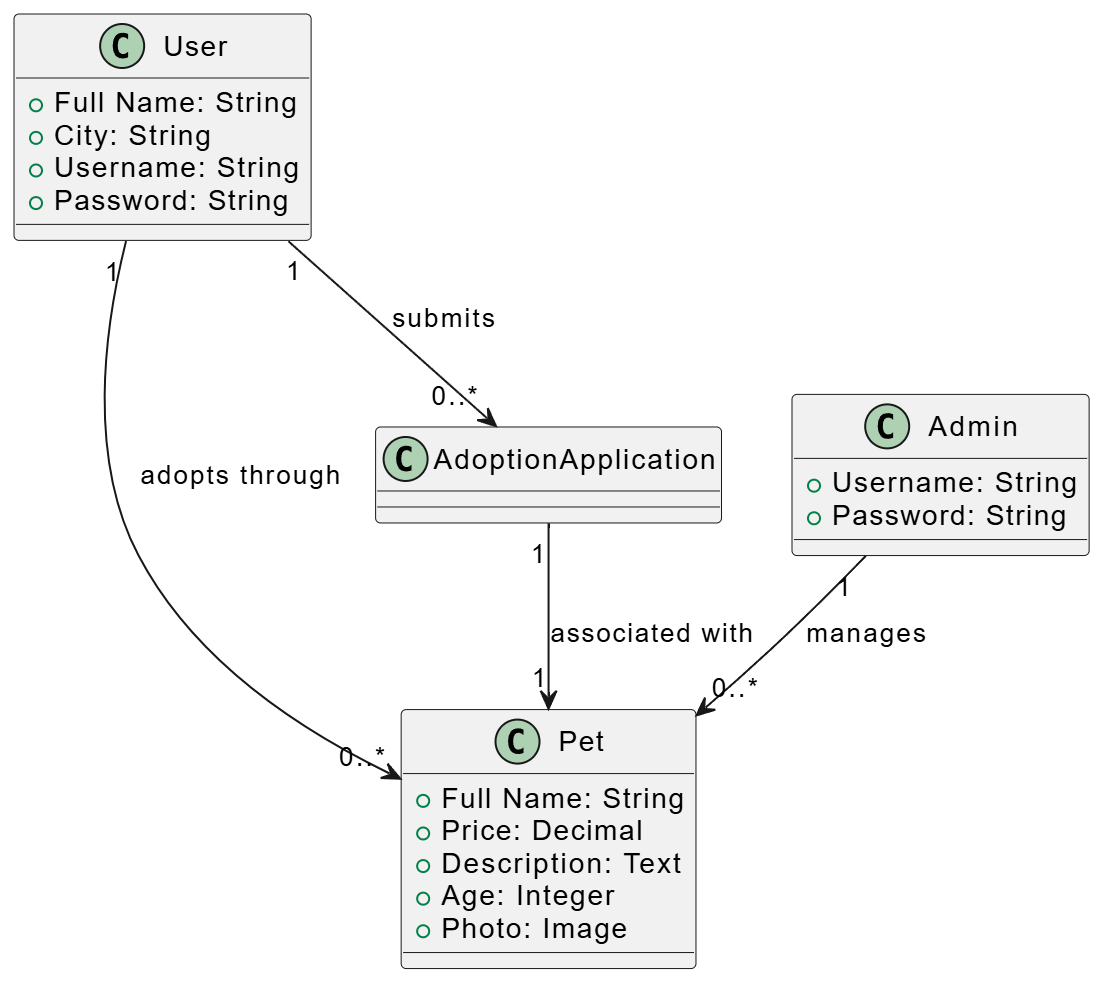 C User
Full Name: String
City: String
Username: String
Password: String
1
1
submits
0..*
adopts through
C AdoptionApplication
C Admin
Username: String
Password: String
1
1
associated with
manages
1
0..*
0..*
C Pet
Full Name: String
Price: Decimal
Description: Text
Age: Integer
Photo: Image